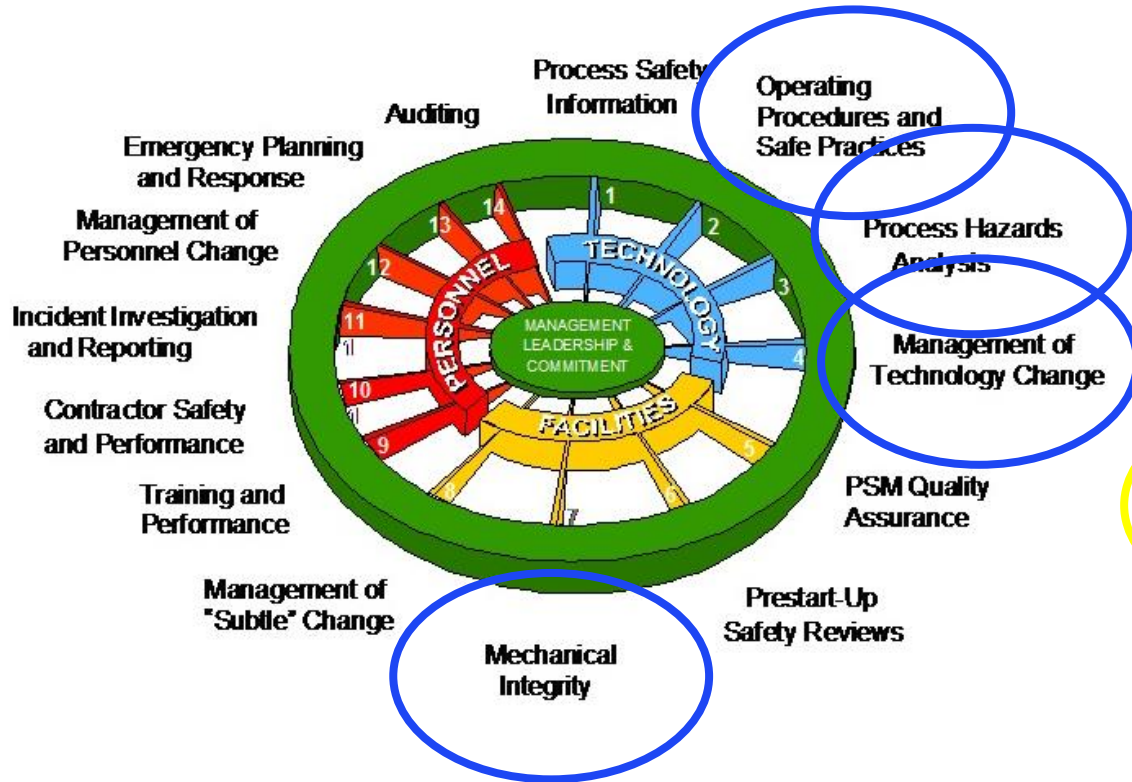 Process Safety
Information
Operating
Procedures and
Safe Practices
Process Hazards
Analysis
Management of
Technology Change
PSM Quality
Assurance
Prestart-Up
Safety Reviews
Mechanical
Integrity
Management of
"Subtle" Change
Training and
Performance
Contractor Safety
and Performance
Incident Investigation
and Reporting
Management of
Personnel Change
Emergency Planning
and Response
Auditing
1
2
3
4
5
6
7
8
9
10
11
12
13
14
TECHNOLOGY
FACILITIES
PERSONNEL
MANAGEMENT
LEADERSHIP &
COMMITMENT